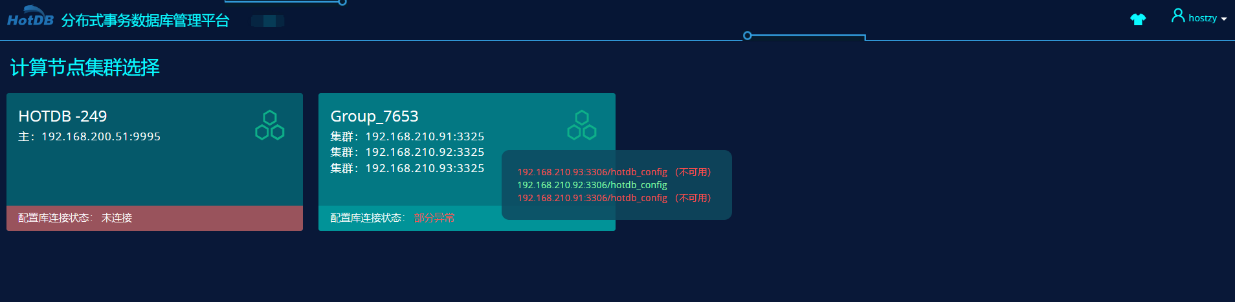 HotDB 分布式事务数据库管理平台
hostzy
计算节点集群选择
HOTDB -249
主：192.168.200.51:9995
配置库连接状态： 未连接
Group_7653
集群：192.168.210.91:3325
集群：192.168.210.92:3325
集群：192.168.210.93:3325
配置库连接状态： 部分异常
192.168.210.93:3306/hotdb_config （不可用）
192.168.210.92:3306/hotdb_config
192.168.210.91:3306/hotdb_config （不可用）